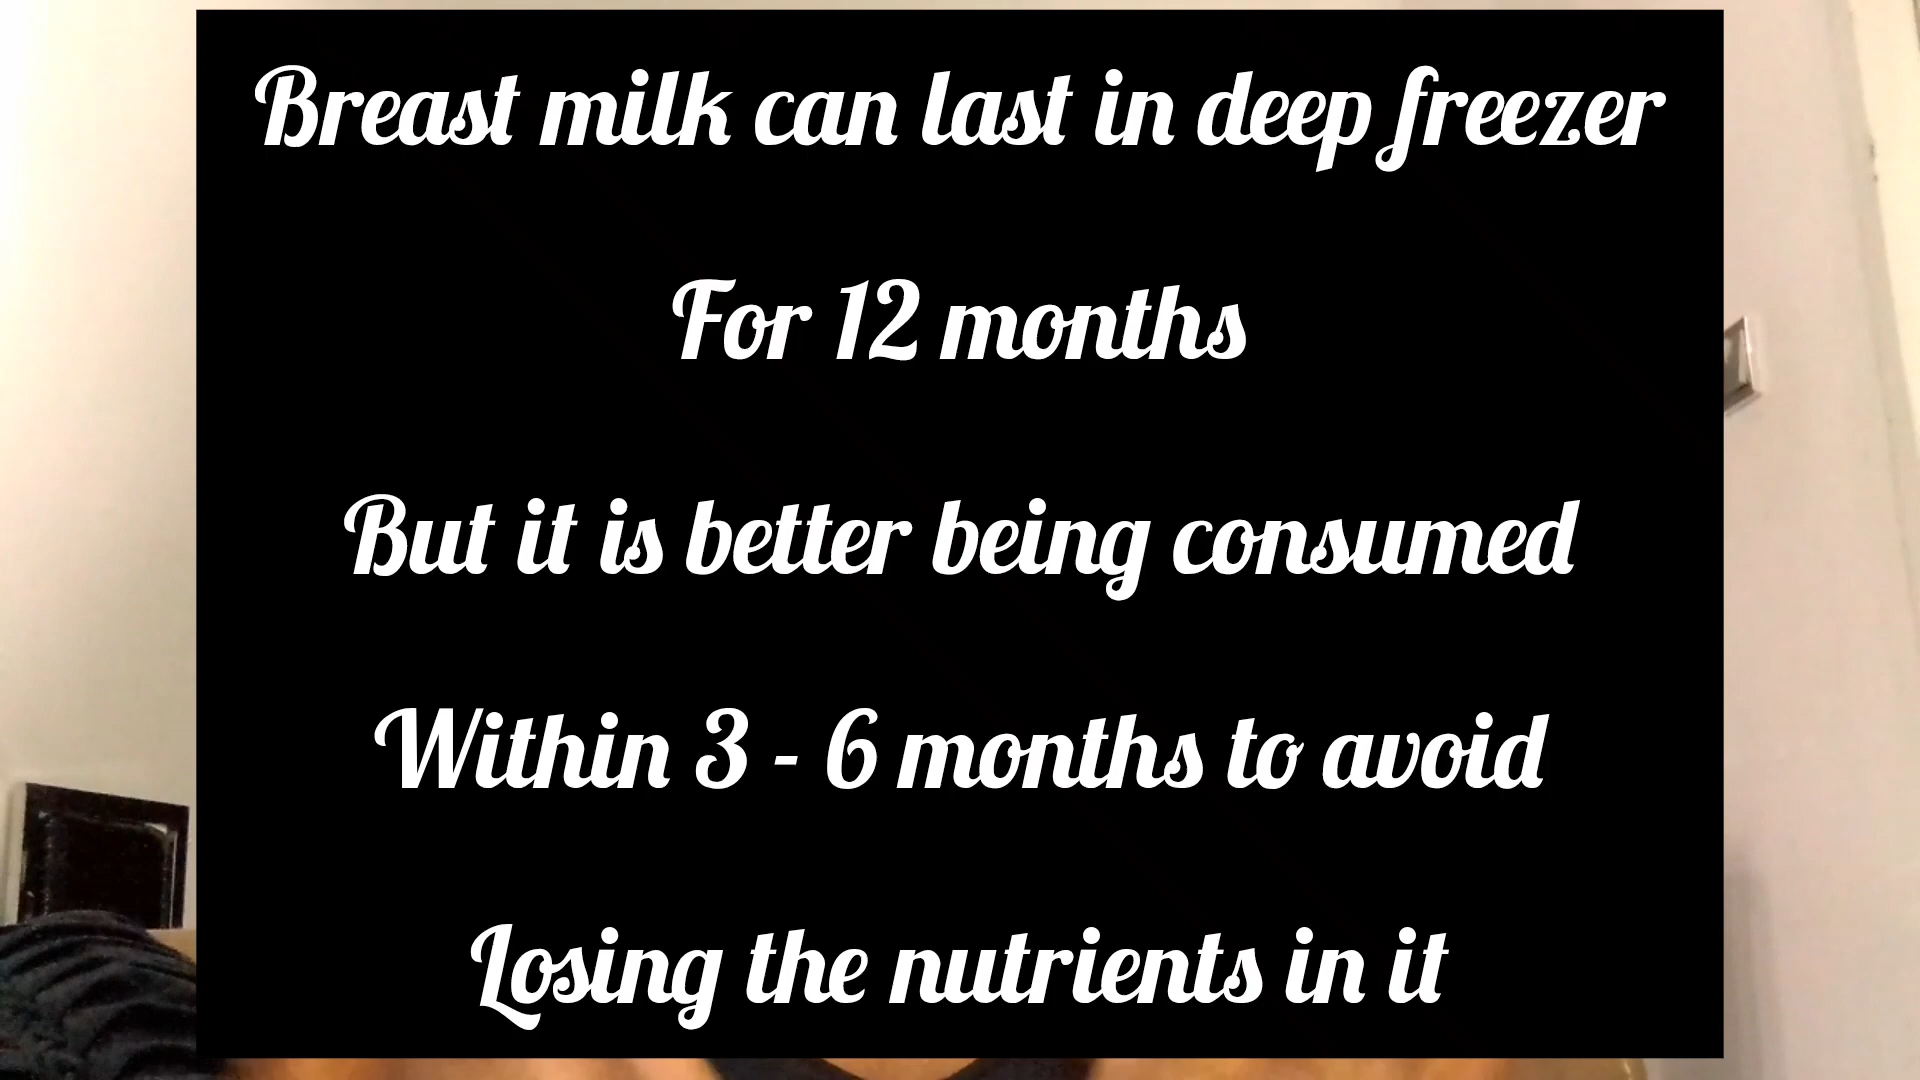 Breast milk can last in deep freezer
For 12 months
But it is better being consumed
Within 3 - 6 months to avoid
Losing the nutrients in it